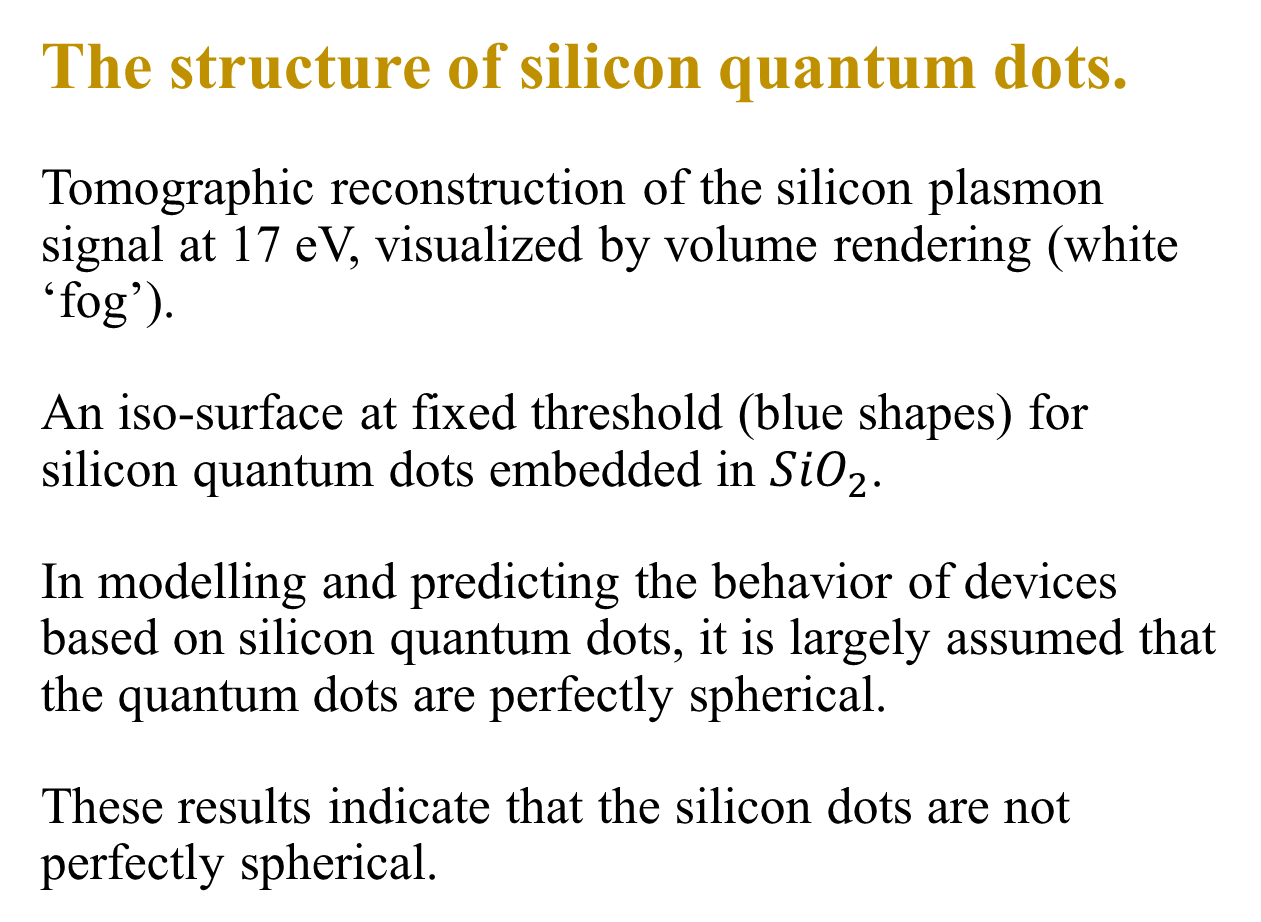 The structure of silicon quantum dots.
Tomographic reconstruction of the silicon plasmon
signal at 17 eV, visualized by volume rendering (white
‘fog’).
An iso-surface at fixed threshold (blue shapes) for
silicon quantum dots embedded in SiO₂.
In modelling and predicting the behavior of devices
based on silicon quantum dots, it is largely assumed that
the quantum dots are perfectly spherical.
These results indicate that the silicon dots are not
perfectly spherical.